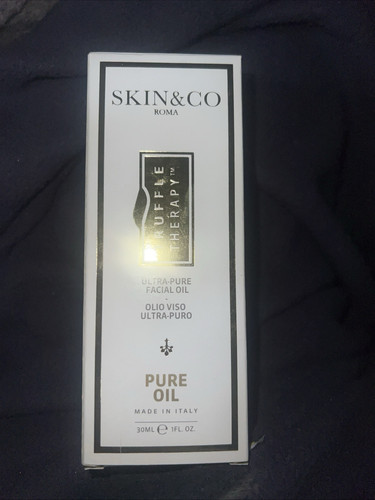 SKIN&CO
ROMA
TRUFFLE
THERAPY™
ULTRA-PURE
FACIAL OIL
-
OLIO VISO
ULTRA-PURO
PURE
OIL
MADE IN ITALY
30ML ℮ 1FL. OZ.